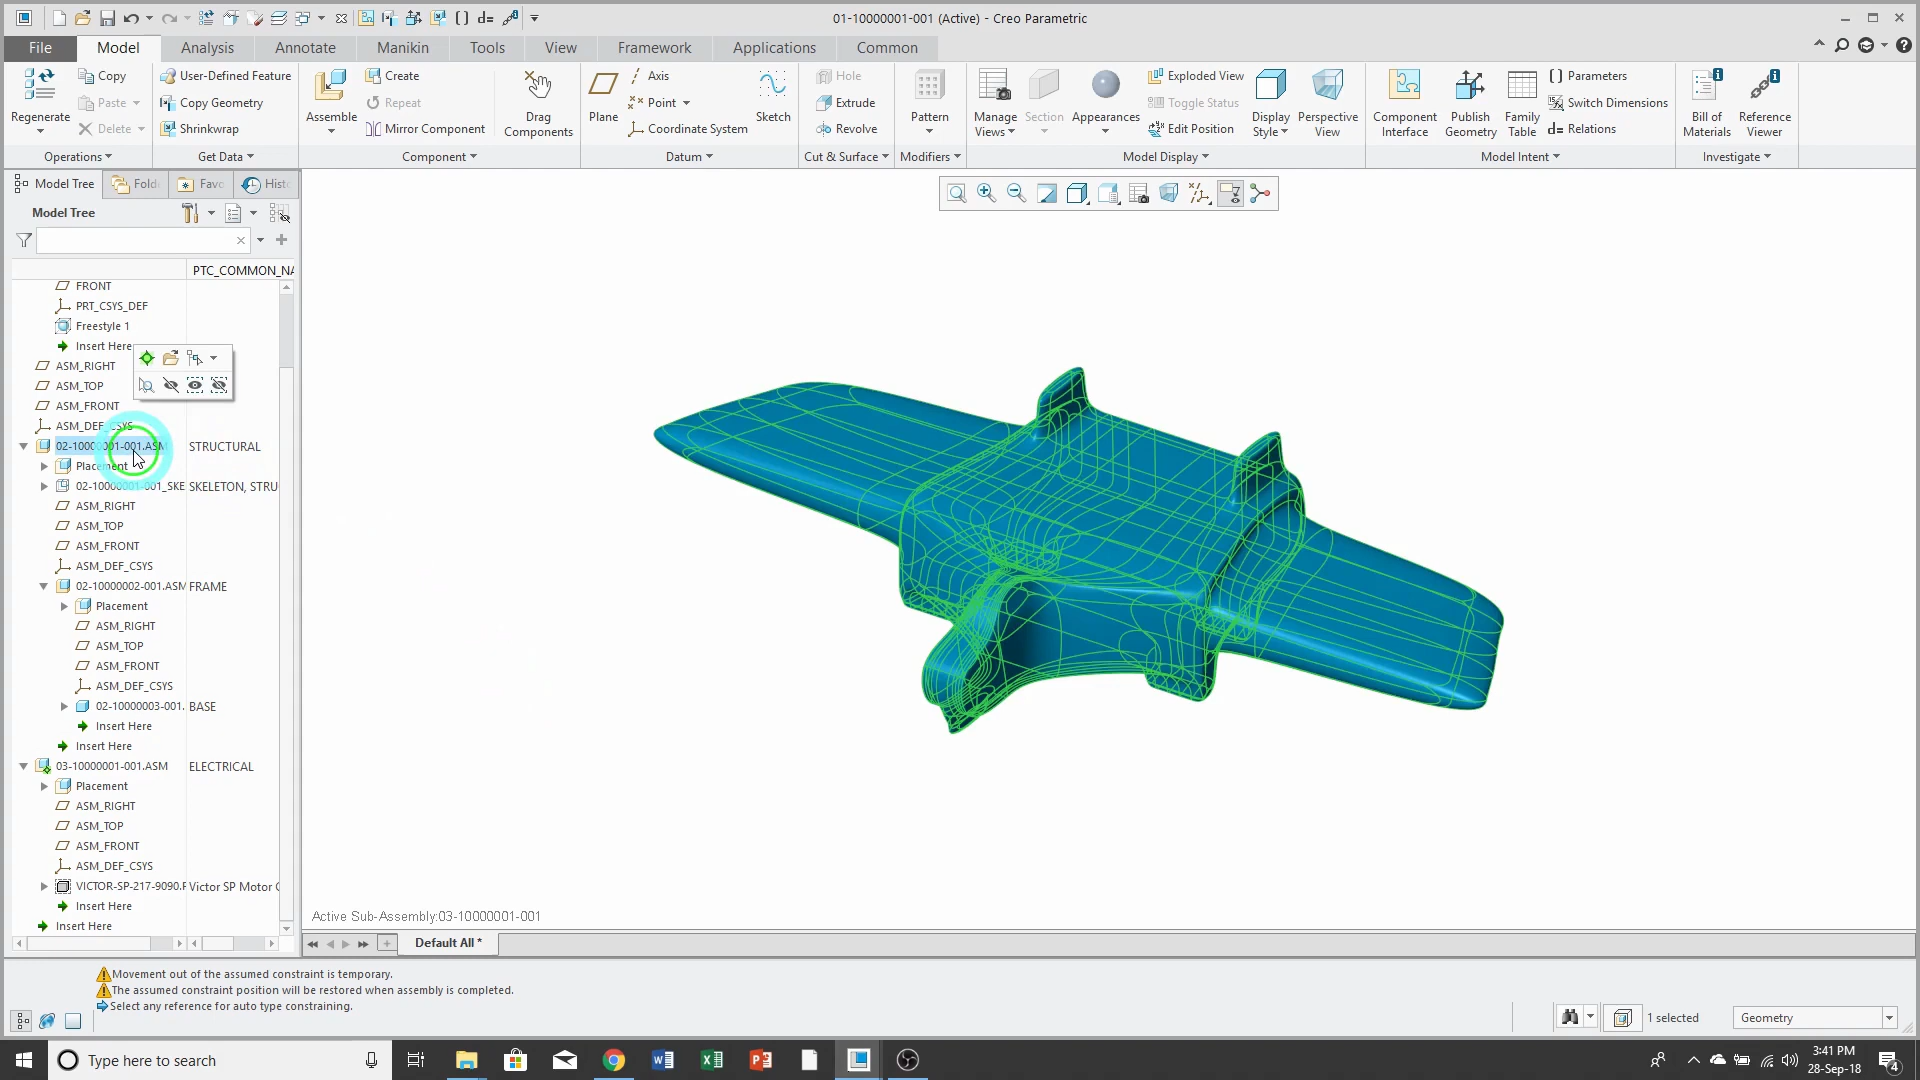 01-10000001-001 (Active) - Creo Parametric
File Model Analysis Annotate Manikin Tools View Framework Applications Common
Regenerate
Copy
Paste
Delete
Operations
User-Defined Feature
Copy Geometry
Shrinkwrap
Get Data
Assemble
Create
Repeat
Mirror Component
Drag
Components
Component
Plane
Axis
Point
Coordinate System
Sketch
Datum
Hole
Extrude
Revolve
Cut & Surface
Pattern
Modifiers
Manage
Views
Section
Appearances
Exploded View
Toggle Status
Edit Position
Display
Style
Perspective
View
Model Display
Component
Interface
Publish
Geometry
Family
Table
Parameters
Switch Dimensions
d= Relations
Model Intent
Bill of
Materials
Reference
Viewer
Investigate
Model Tree Fold Favo Histo
Model Tree
PTC_COMMON_NA
FRONT
PRT_CSYS_DEF
Freestyle 1
Insert Here
ASM_RIGHT
ASM_TOP
ASM_FRONT
ASM_DEF_CSYS
02-10000001-001.ASM STRUCTURAL
Placement
02-10000001-001_SKE SKELETON, STRU
ASM_RIGHT
ASM_TOP
ASM_FRONT
ASM_DEF_CSYS
02-10000002-001.ASM FRAME
Placement
ASM_RIGHT
ASM_TOP
ASM_FRONT
ASM_DEF_CSYS
02-10000003-001. BASE
Insert Here
Insert Here
03-10000001-001.ASM ELECTRICAL
Placement
ASM_RIGHT
ASM_TOP
ASM_FRONT
ASM_DEF_CSYS
VICTOR-SP-217-9090.P Victor SP Motor C
Insert Here
Insert Here
Active Sub-Assembly:03-10000001-001
Default All *
Movement out of the assumed constraint is temporary.
The assumed constraint position will be restored when assembly is completed.
Select any reference for auto type constraining.
1 selected
Geometry
Type here to search
3:41 PM
28-Sep-18
4